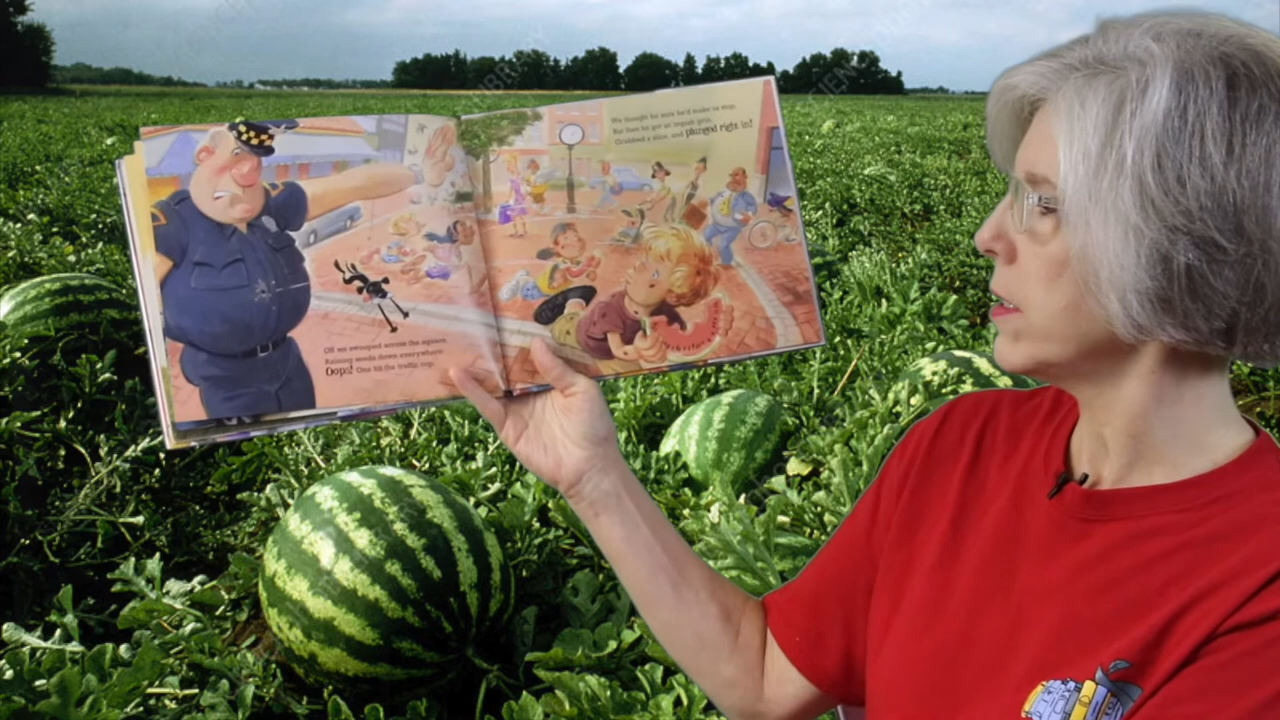 Off we swooped across the square,
Raining seeds down everywhere.
Oops! One hit the traffic cop.
We thought for sure he'd make us stop.
But then he got an impish grin,
Grabbed a slice, and plunged right in!